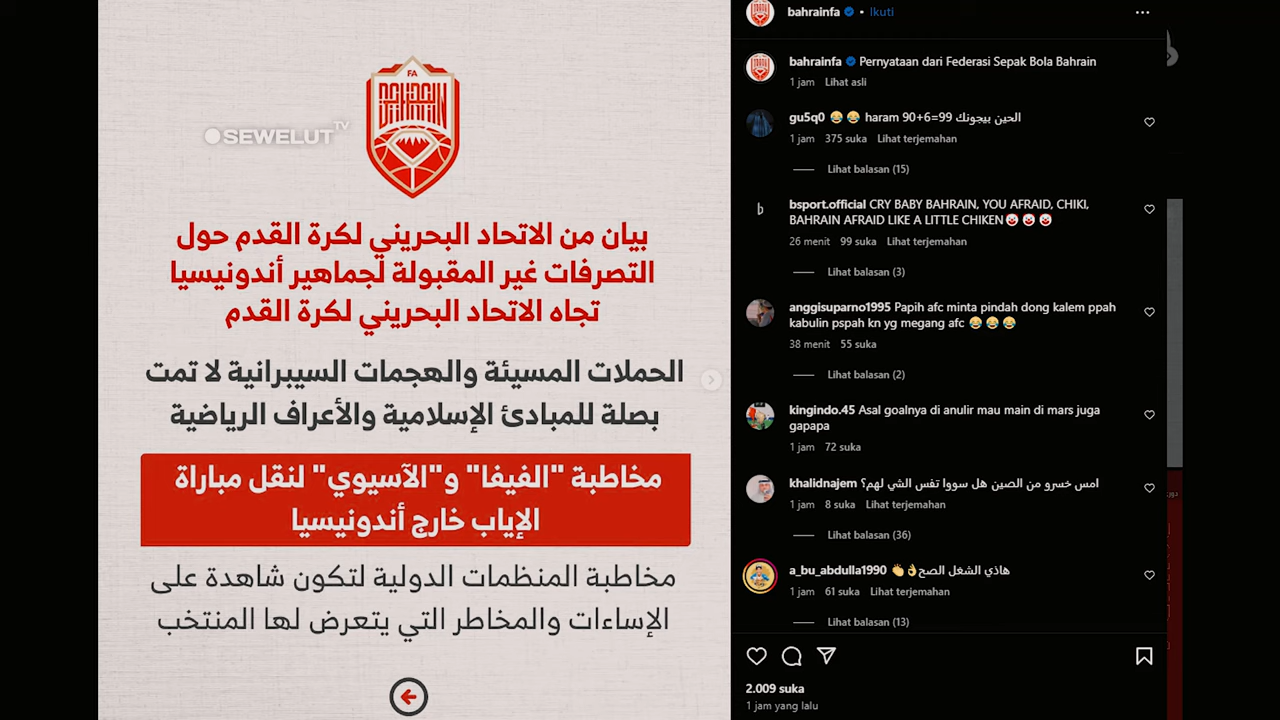 FA
BAHRAIN
SEWELUT TV
بيان من الاتحاد البحريني لكرة القدم حول
التصرفات غير المقبولة لجماهير أندونيسيا
تجاه الاتحاد البحريني لكرة القدم
الحملات المسيئة والهجمات السيبرانية لا تمت
بصلة للمبادئ الإسلامية والأعراف الرياضية
مخاطبة "الفيفا" و"الآسيوي" لنقل مباراة
الإياب خارج أندونيسيا
مخاطبة المنظمات الدولية لتكون شاهدة على
الإساءات والمخاطر التي يتعرض لها المنتخب
bahrainfa • Ikuti
bahrainfa Pernyataan dari Federasi Sepak Bola Bahrain
1 jam Lihat asli
gu5q0 😂 😂 haram 90+6=99 الحين بيجونك
1 jam 375 suka Lihat terjemahan
Lihat balasan (15)
bsport.official CRY BABY BAHRAIN, YOU AFRAID, CHIKI,
BAHRAIN AFRAID LIKE A LITTLE CHIKEN🤡🤡🤡
26 menit 99 suka Lihat terjemahan
Lihat balasan (3)
anggisuparno1995 Papih afc minta pindah dong kalem ppah
kabulin pspah kn yg megang afc 😂 😂 😂
38 menit 55 suka
Lihat balasan (2)
kingindo.45 Asal goalnya di anulir mau main di mars juga
gapapa
1 jam 72 suka
khalidnajem امس خسرو من الصين هل سووا تفس الشي لهم؟
1 jam 8 suka Lihat terjemahan
Lihat balasan (36)
a_bu_abdulla1990 هاذي الشغل الصح👌👏
1 jam 61 suka Lihat terjemahan
Lihat balasan (13)
2.009 suka
1 jam yang lalu